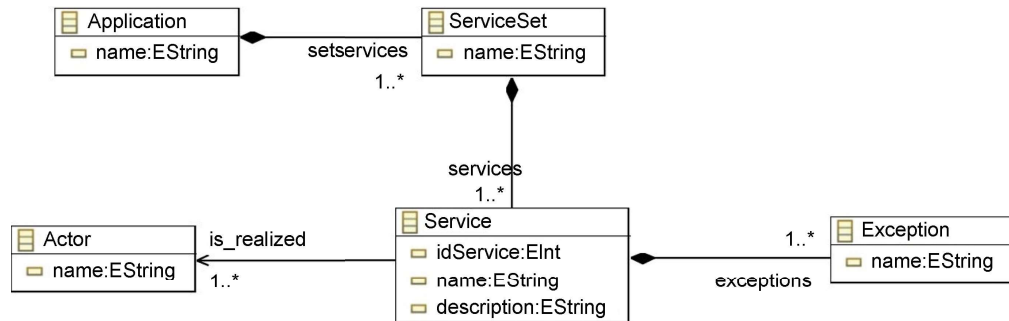 Application
name:EString
setservices
1..*
ServiceSet
name:EString
services
1..*
Actor
name:EString
is_realized
1..*
Service
idService:EInt
name:EString
description:EString
1..*
exceptions
Exception
name:EString